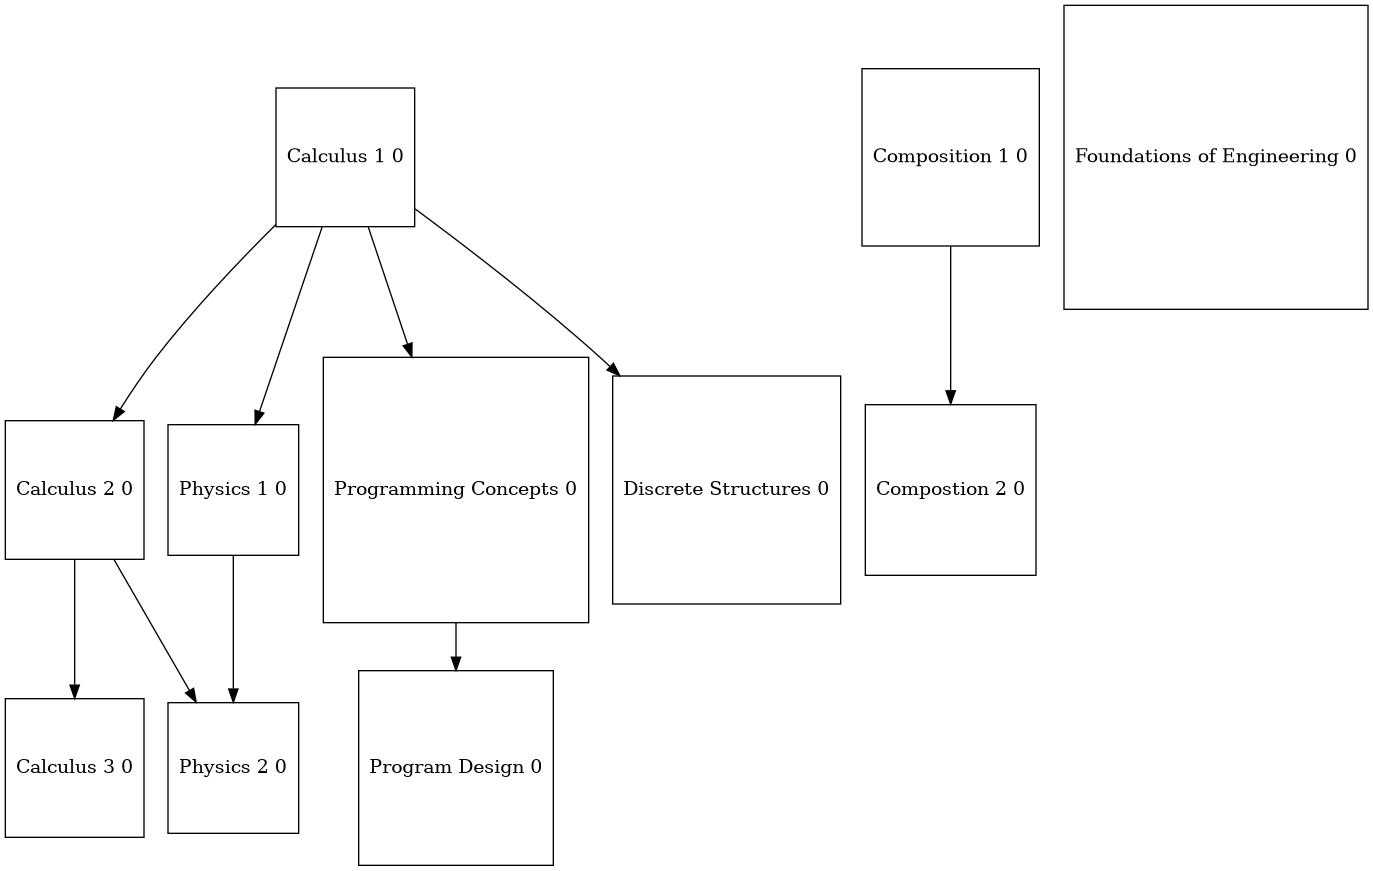 Calculus 1 0
Composition 1 0
Foundations of Engineering 0
Calculus 2 0
Physics 1 0
Programming Concepts 0
Discrete Structures 0
Compostion 2 0
Calculus 3 0
Physics 2 0
Program Design 0